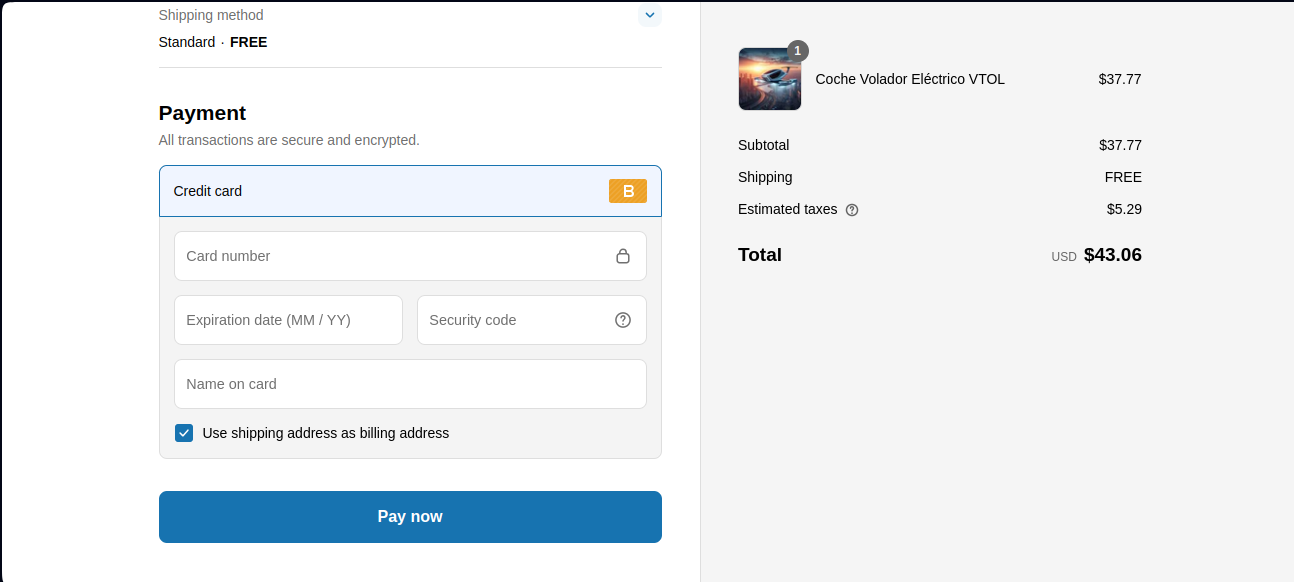 Shipping method
Standard · FREE
Payment
All transactions are secure and encrypted.
Credit card
B
Card number
Expiration date (MM / YY)
Security code
Name on card
Use shipping address as billing address
Pay now
1
Coche Volador Eléctrico VTOL $37.77
Subtotal $37.77
Shipping FREE
Estimated taxes $5.29
Total USD $43.06